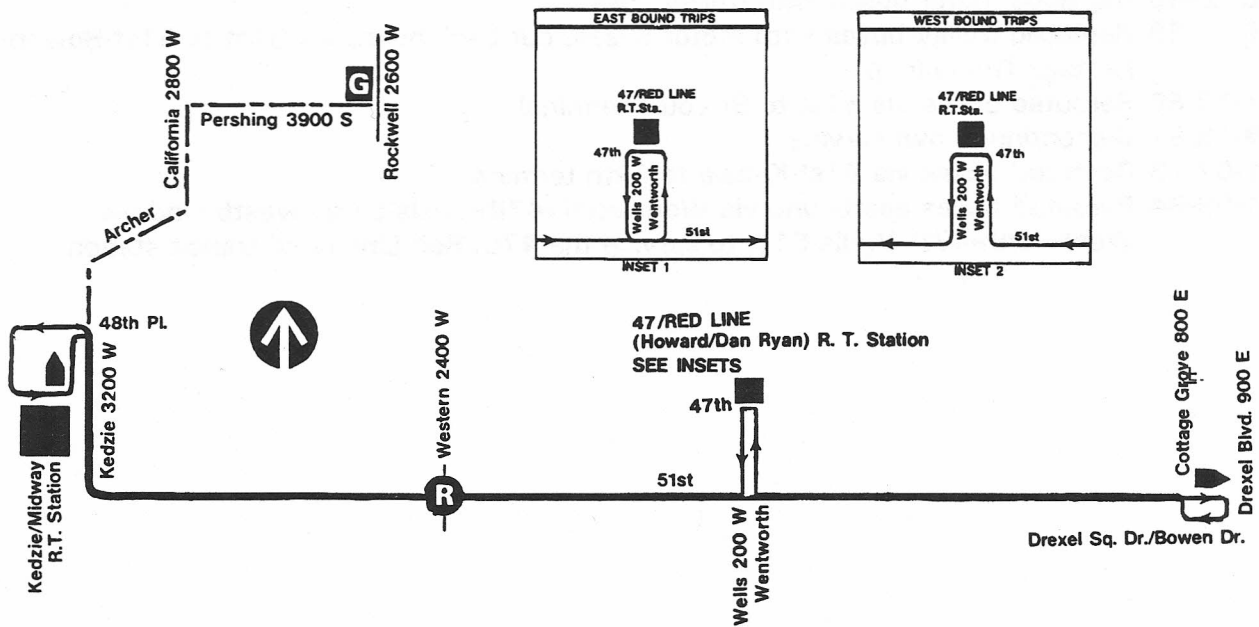 EAST BOUND TRIPS
47/RED LINE
R.T.Sta.
47th
Wells 200 W
Wentworth
51st
INSET 1
WEST BOUND TRIPS
47/RED LINE
R.T.Sta.
47th
Wells 200 W
Wentworth
51st
INSET 2
California 2800 W
G
Pershing 3900 S
Rockwell 2600 W
Archer
48th Pl.
Kedzie 3200 W
Kedzie/Midway
R.T. Station
Western 2400 W
R
47/RED LINE
(Howard/Dan Ryan) R. T. Station
SEE INSETS
47th
51st
Wells 200 W
Wentworth
Cottage Grove 800 E
Drexel Blvd. 900 E
Drexel Sq. Dr./Bowen Dr.